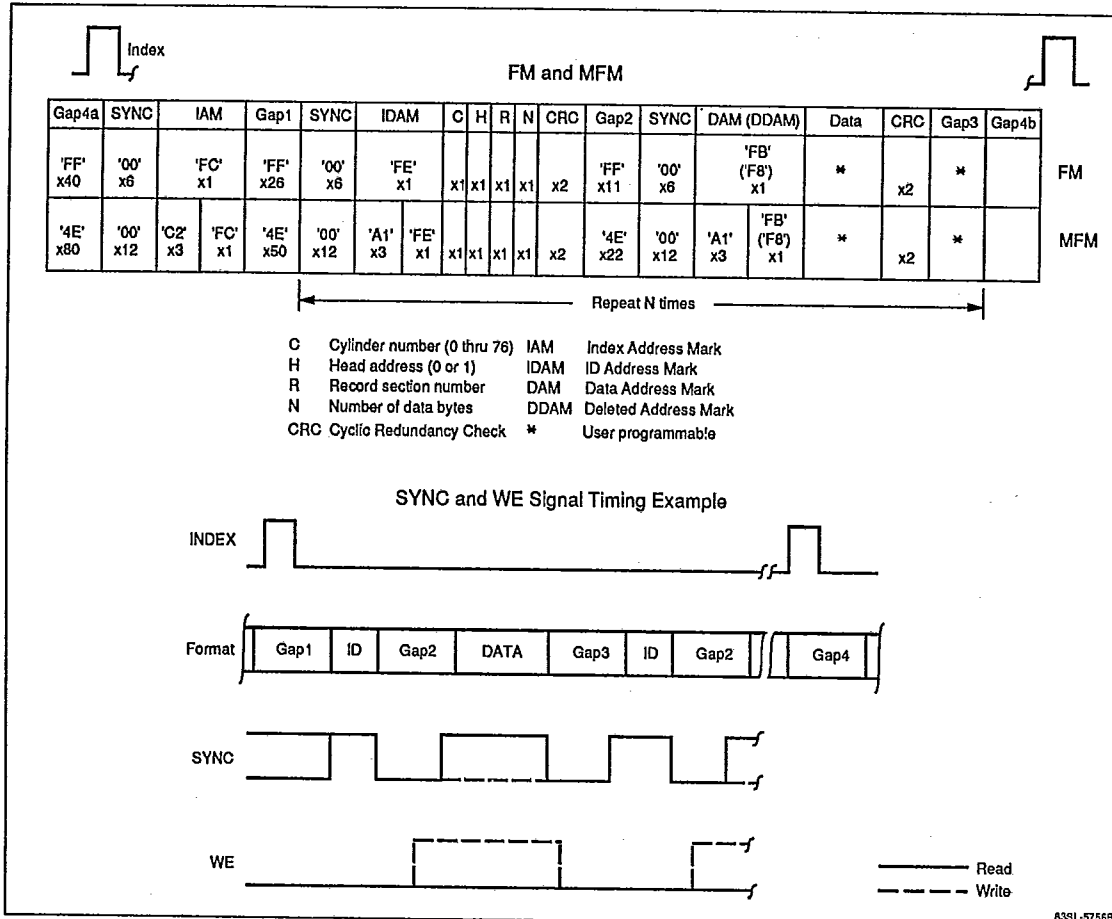 Index
FM and MFM
Gap4a SYNC IAM Gap1 SYNC IDAM C H R N CRC Gap2 SYNC DAM (DDAM) Data CRC Gap3 Gap4b
'FF' x40 '00' x6 'FC' x1 'FF' x26 '00' x6 'FE' x1 x1 x1 x1 x1 x2 'FF' x11 '00' x6 'FB' ('F8') x1 * x2 * FM
'4E' x80 '00' x12 'C2' x3 'FC' x1 '4E' x50 '00' x12 'A1' x3 'FE' x1 x1 x1 x1 x1 x2 '4E' x22 '00' x12 'A1' x3 'FB' ('F8') x1 * x2 * MFM
Repeat N times
C Cylinder number (0 thru 76) IAM Index Address Mark
H Head address (0 or 1) IDAM ID Address Mark
R Record section number DAM Data Address Mark
N Number of data bytes DDAM Deleted Address Mark
CRC Cyclic Redundancy Check * User programmable
SYNC and WE Signal Timing Example
INDEX
Format Gap1 ID Gap2 DATA Gap3 ID Gap2 Gap4
SYNC
WE
Read
Write